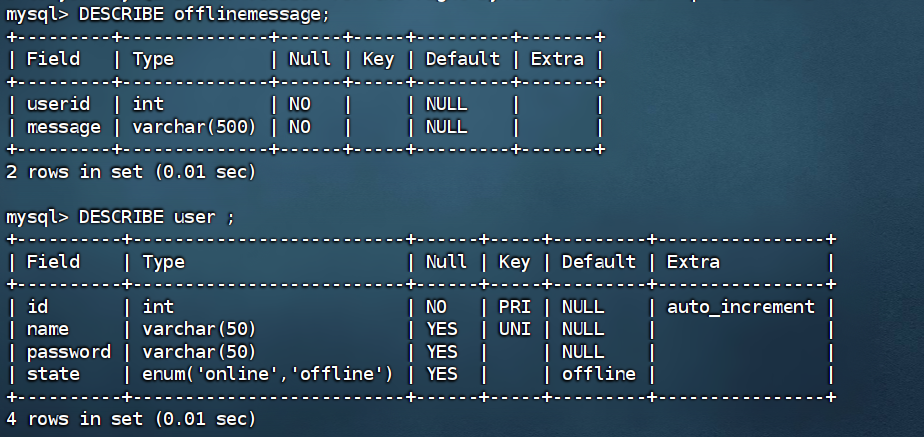 mysql> DESCRIBE offlinemessage;
+---------+--------------+------+-----+---------+-------+
| Field   | Type         | Null | Key | Default | Extra |
+---------+--------------+------+-----+---------+-------+
| userid  | int          | NO   |     | NULL    |       |
| message | varchar(500) | NO   |     | NULL    |       |
+---------+--------------+------+-----+---------+-------+
2 rows in set (0.01 sec)
mysql> DESCRIBE user ;
+----------+--------------------------+------+-----+---------+----------------+
| Field    | Type                     | Null | Key | Default | Extra          |
+----------+--------------------------+------+-----+---------+----------------+
| id       | int                      | NO   | PRI | NULL    | auto_increment |
| name     | varchar(50)              | YES  | UNI | NULL    |                |
| password | varchar(50)              | YES  |     | NULL    |                |
| state    | enum('online','offline') | YES  |     | offline |                |
+----------+--------------------------+------+-----+---------+----------------+
4 rows in set (0.01 sec)